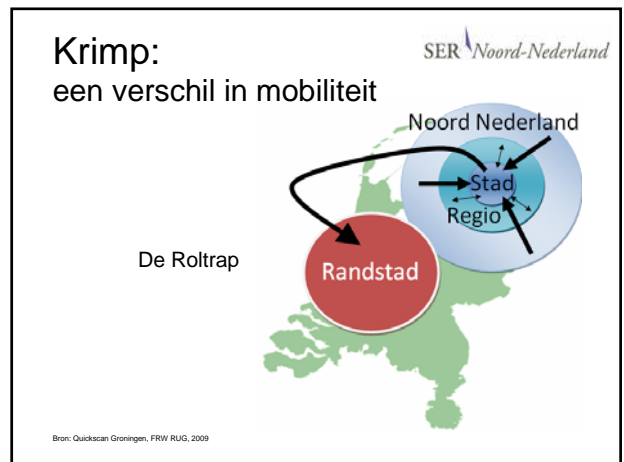 Krimp:
SER Noord-Nederland
een verschil in mobiliteit
Noord Nederland
Stad
Regio
De Roltrap
Randstad
Bron: Quickscan Groningen, FRW RUG, 2009